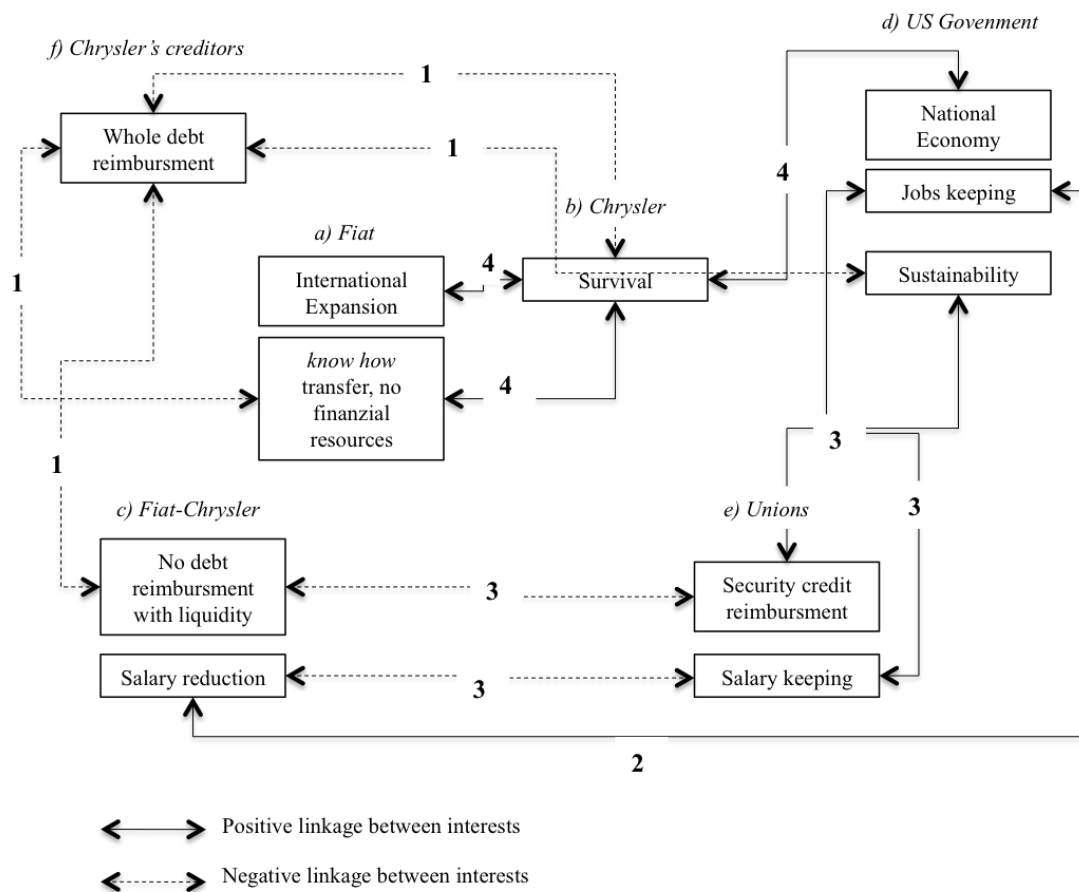 d) US Govenment
f) Chrysler's creditors
1
Whole debt
reimbursment
National
Economy
1
4
Jobs keeping
b) Chrysler
a) Fiat
1
International
Expansion
4
Survival
Sustainability
know how
transfer, no
finanzial
resources
4
3
1
c) Fiat-Chrysler
e) Unions
3
No debt
reimbursment
with liquidity
3
Security credit
reimbursment
Salary reduction
3
Salary keeping
2
Positive linkage between interests
Negative linkage between interests